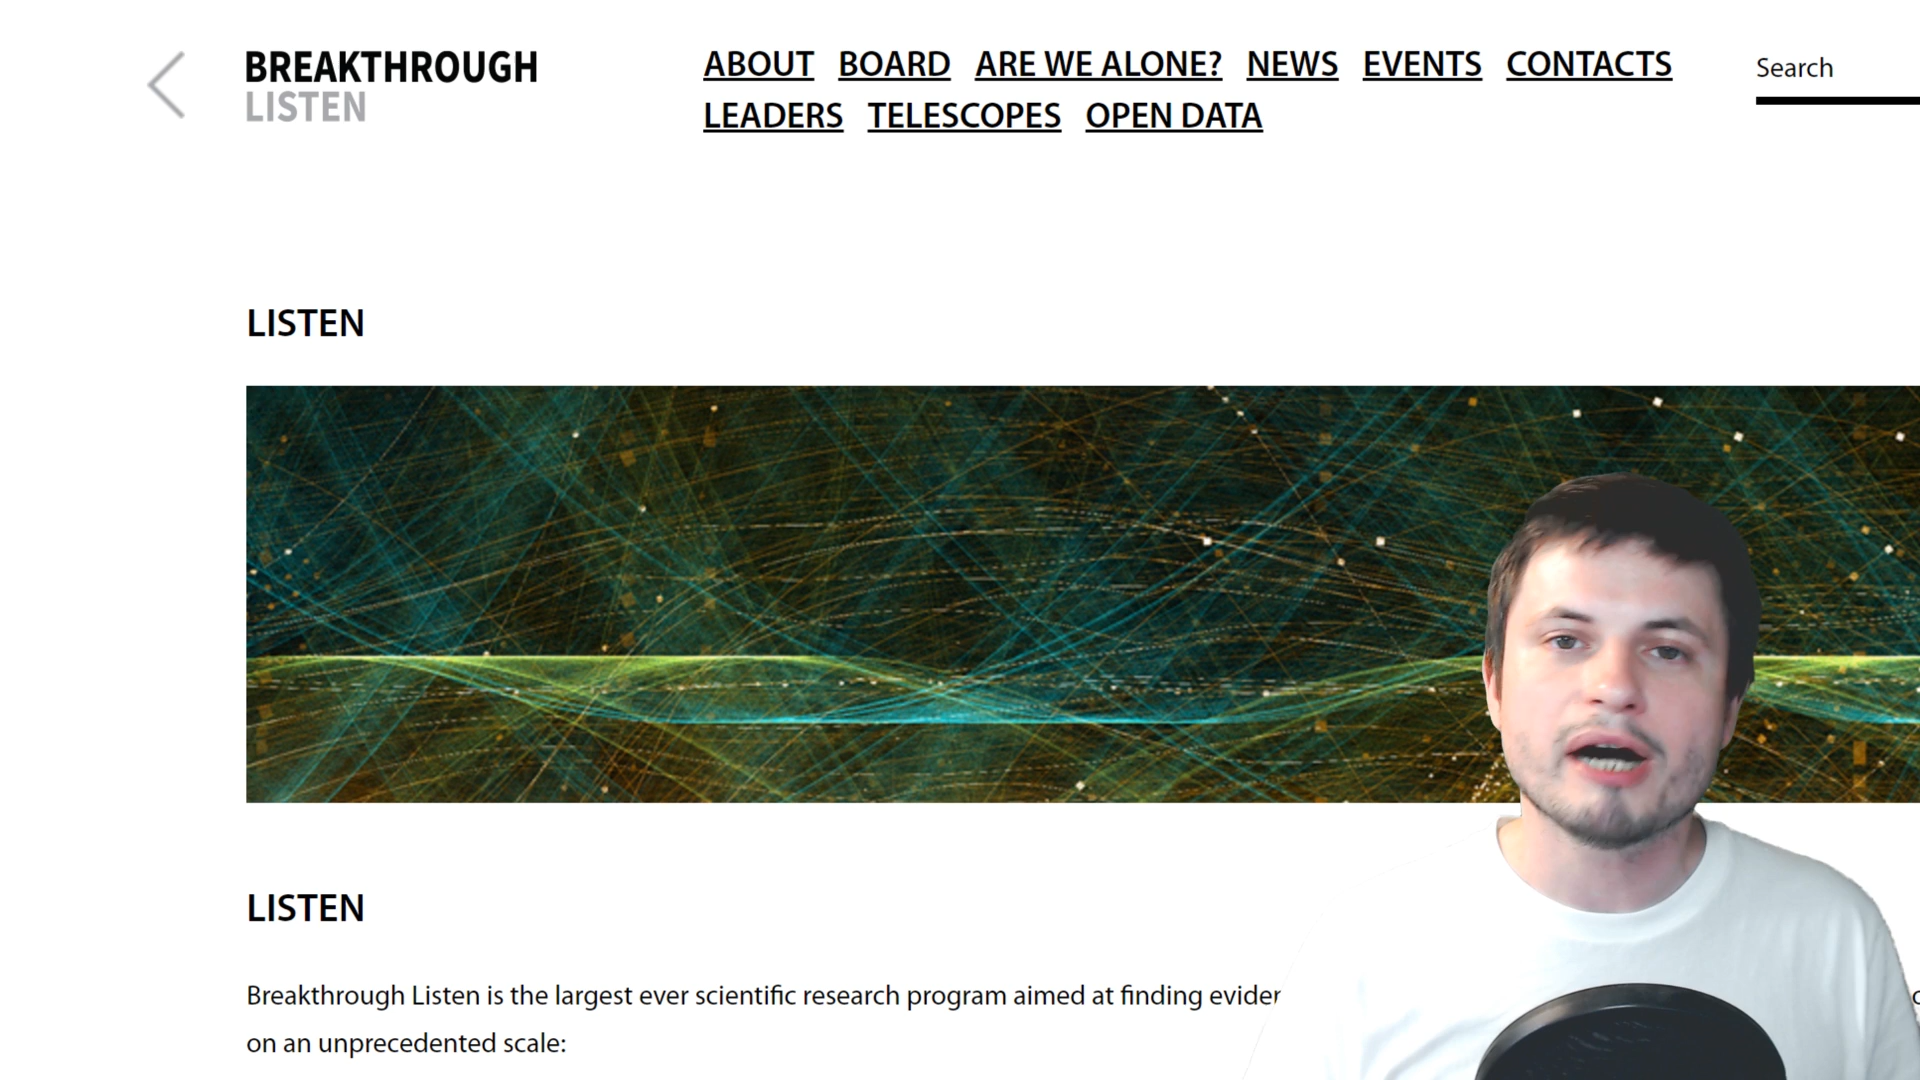 BREAKTHROUGH
LISTEN
ABOUT BOARD ARE WE ALONE? NEWS EVENTS CONTACTS
LEADERS TELESCOPES OPEN DATA
Search
LISTEN
LISTEN
Breakthrough Listen is the largest ever scientific research program aimed at finding
on an unprecedented scale: